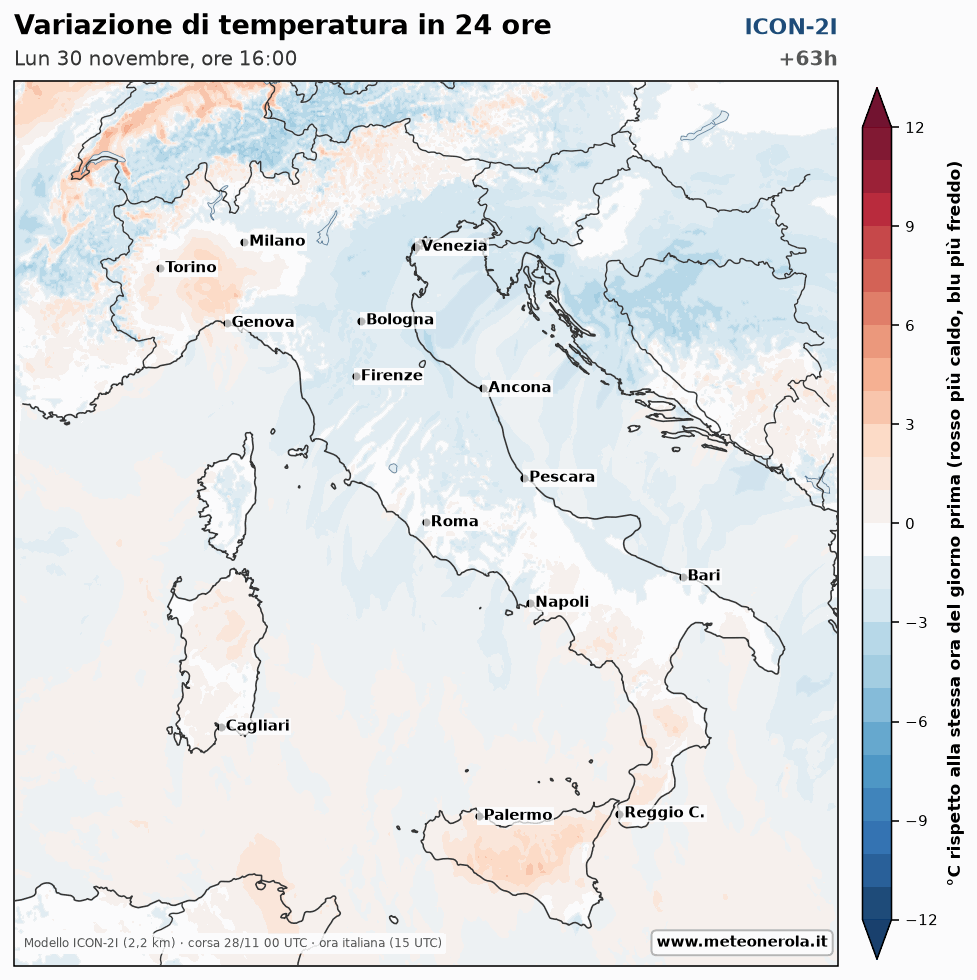 Variazione di temperatura in 24 ore
ICON-2I
Lun 30 novembre, ore 16:00
+63h
Milano
Venezia
Torino
Genova
Bologna
Firenze
Ancona
Pescara
Roma
Bari
Napoli
Cagliari
Palermo
Reggio C.
12
9
6
3
0
−3
−6
−9
−12
°C rispetto alla stessa ora del giorno prima (rosso più caldo, blu più freddo)
Modello ICON-2I (2,2 km) · corsa 28/11 00 UTC · ora italiana (15 UTC)
www.meteonerola.it